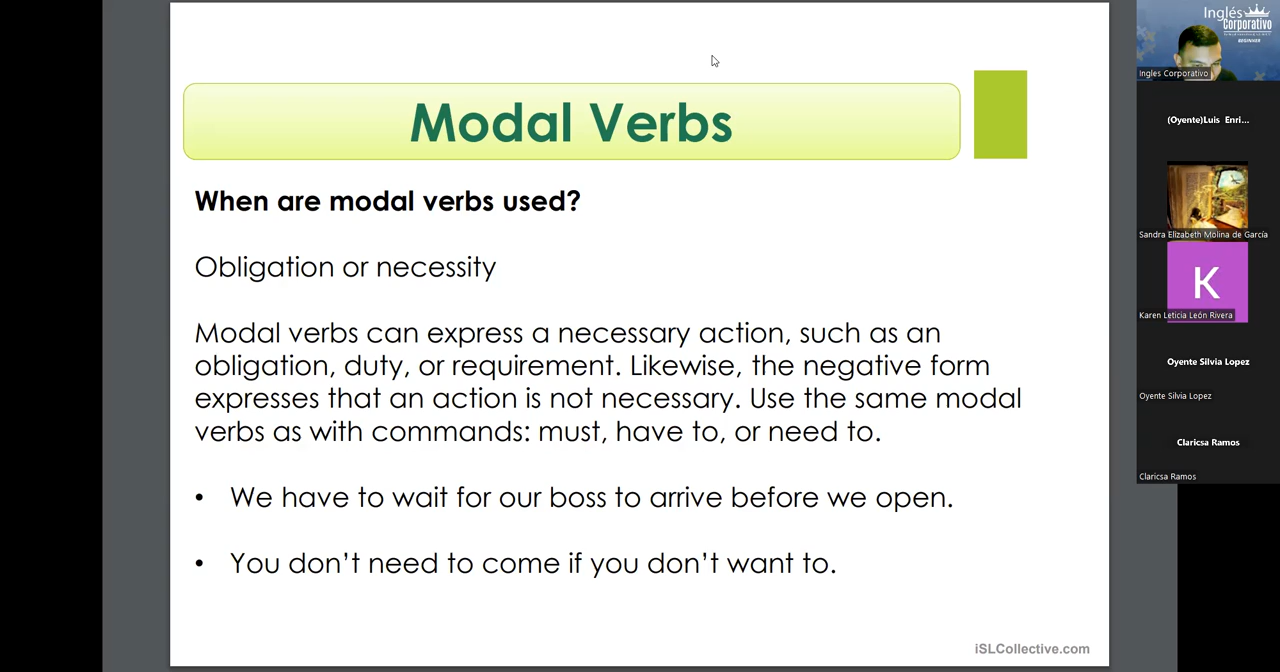 Modal Verbs
When are modal verbs used?
Obligation or necessity
Modal verbs can express a necessary action, such as an
obligation, duty, or requirement. Likewise, the negative form
expresses that an action is not necessary. Use the same modal
verbs as with commands: must, have to, or need to.
• We have to wait for our boss to arrive before we open.
• You don't need to come if you don't want to.
iSLCollective.com
Inglés
Corporativo
BEGINNER
Ingles Corporativo
(Oyente)Luis Enri...
Sandra Elizabeth Molina de García
K
Karen Leticia León Rivera
Oyente Silvia Lopez
Oyente Silvia Lopez
Claricsa Ramos
Claricsa Ramos